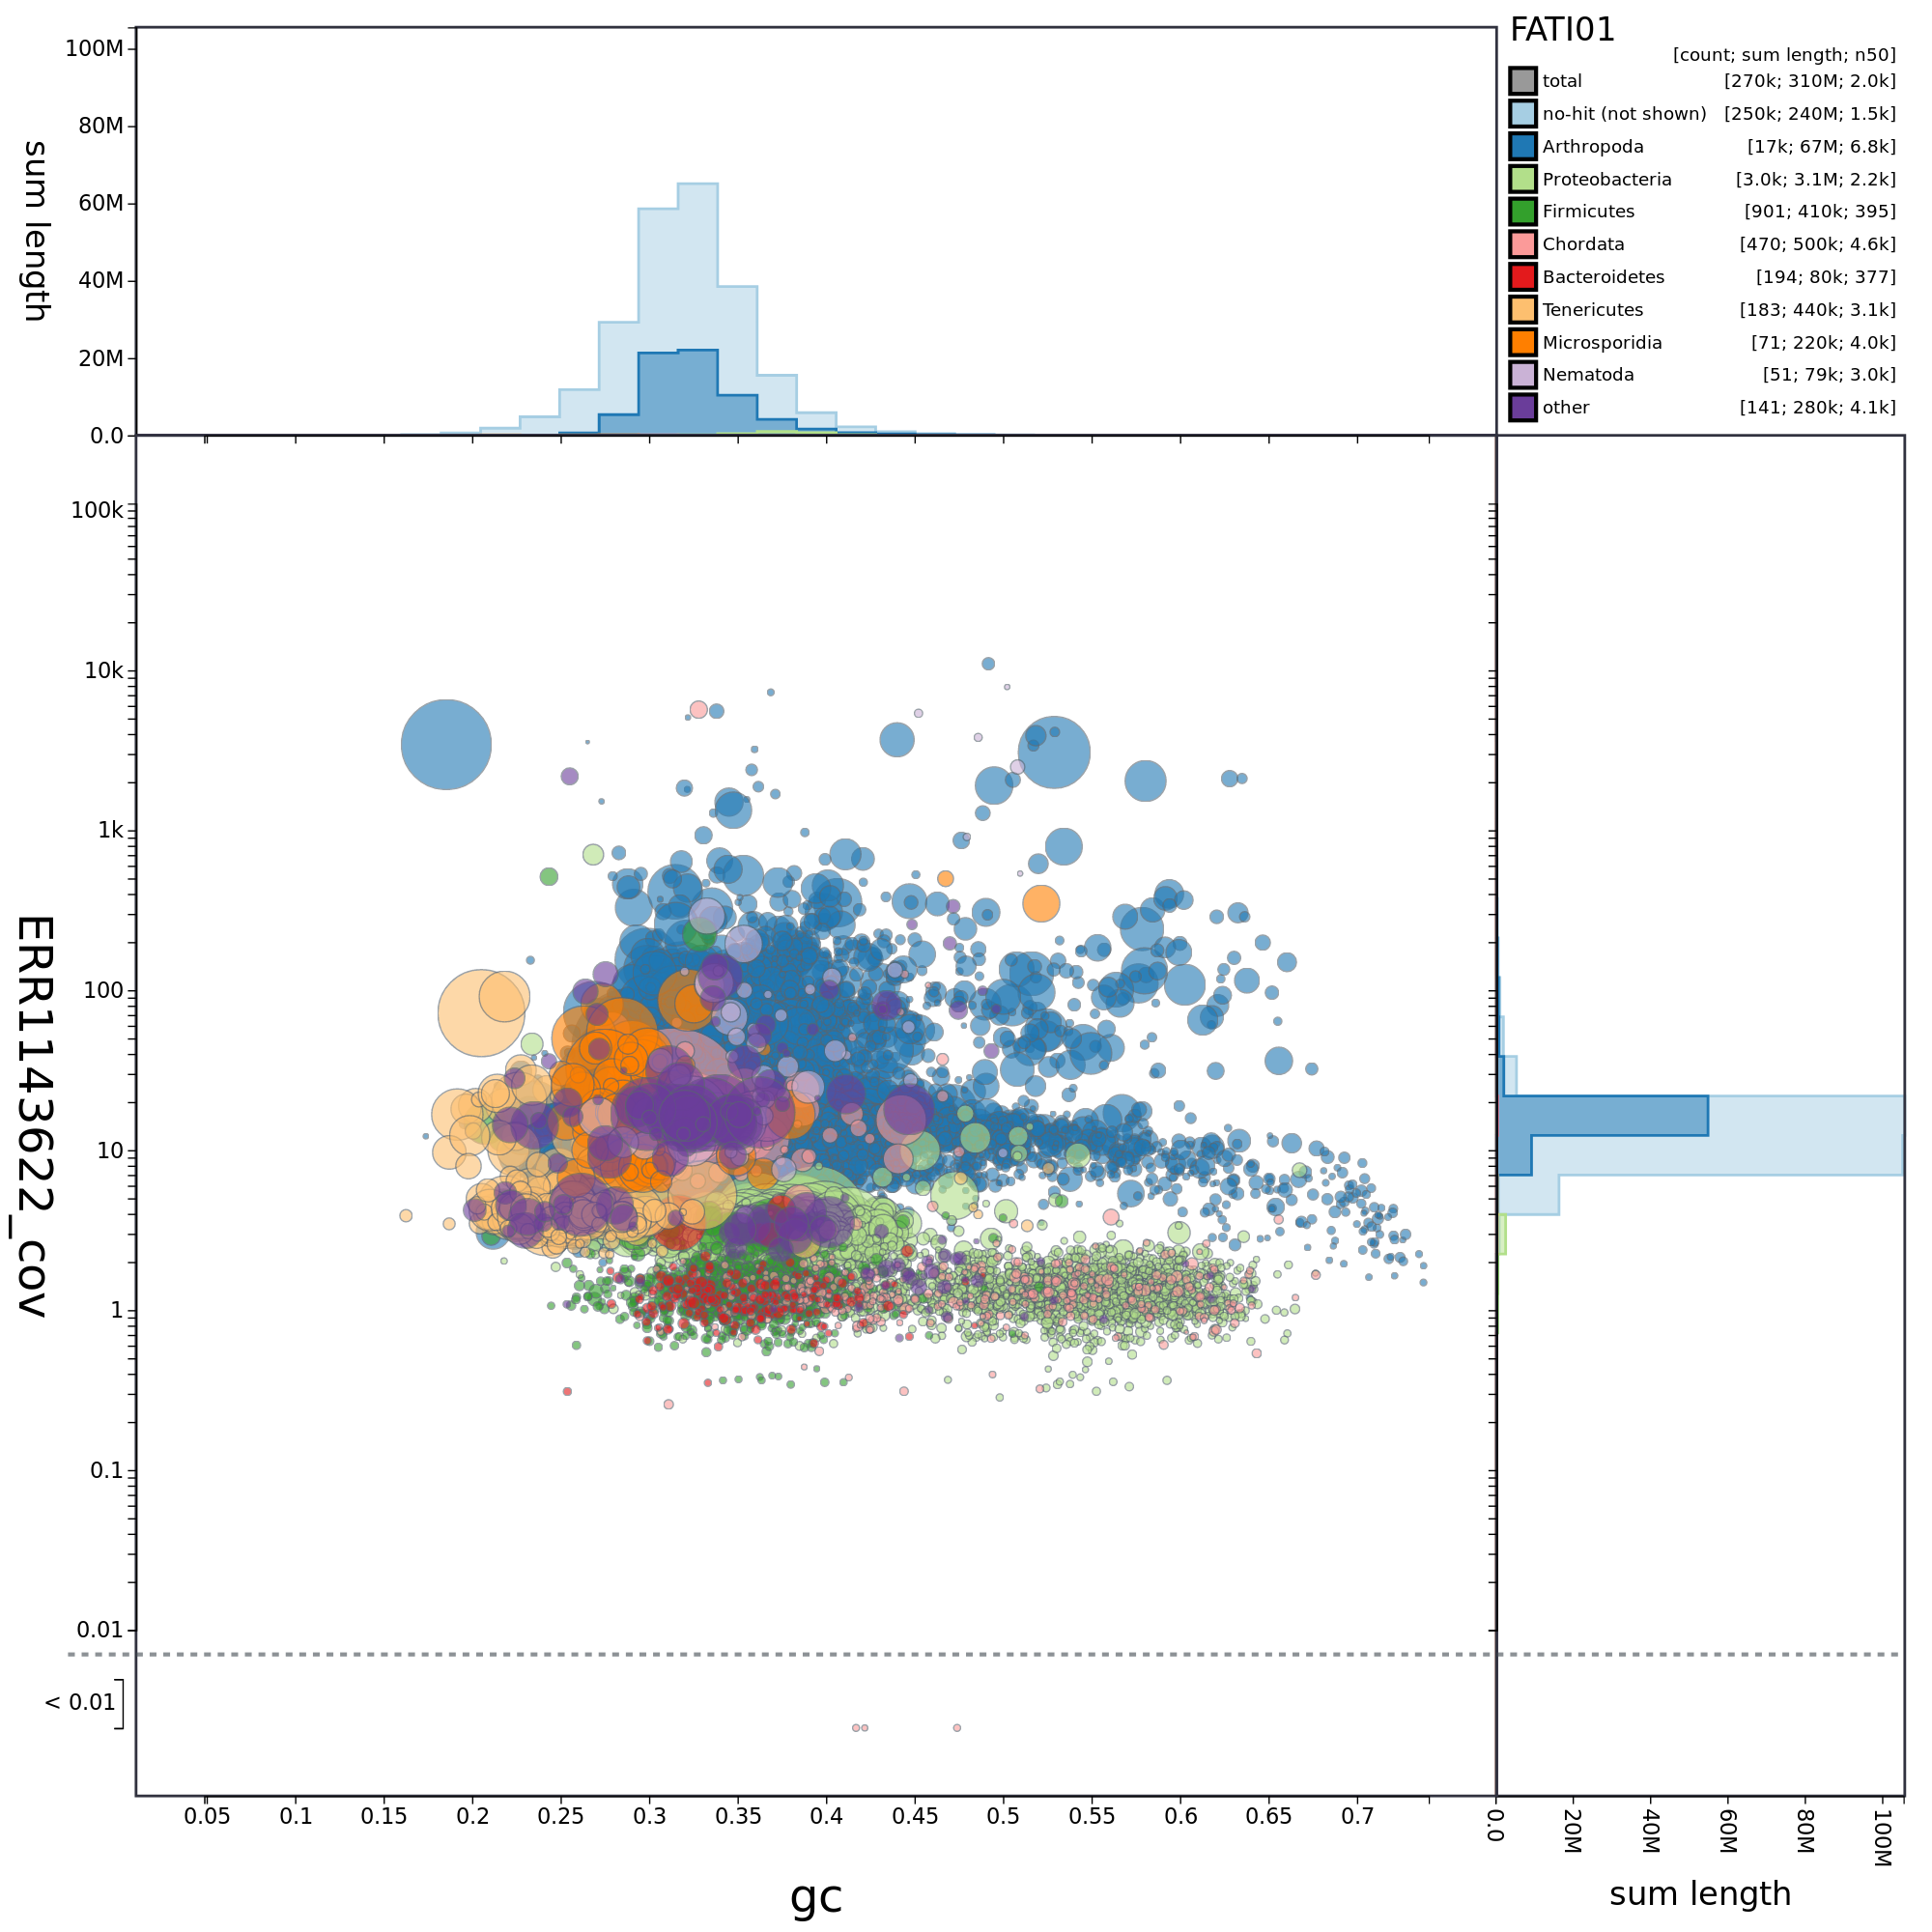 FATI01
[count; sum length; n50]
total [270k; 310M; 2.0k]
no-hit (not shown) [250k; 240M; 1.5k]
Arthropoda [17k; 67M; 6.8k]
Proteobacteria [3.0k; 3.1M; 2.2k]
Firmicutes [901; 410k; 395]
Chordata [470; 500k; 4.6k]
Bacteroidetes [194; 80k; 377]
Tenericutes [183; 440k; 3.1k]
Microsporidia [71; 220k; 4.0k]
Nematoda [51; 79k; 3.0k]
other [141; 280k; 4.1k]
sum length
100M
80M
60M
40M
20M
0.0
ERR1143622_cov
100k
10k
1k
100
10
1
0.1
0.01
< 0.01
0.05 0.1 0.15 0.2 0.25 0.3 0.35 0.4 0.45 0.5 0.55 0.6 0.65 0.7
gc
0.0 20M 40M 60M 80M 100M
sum length